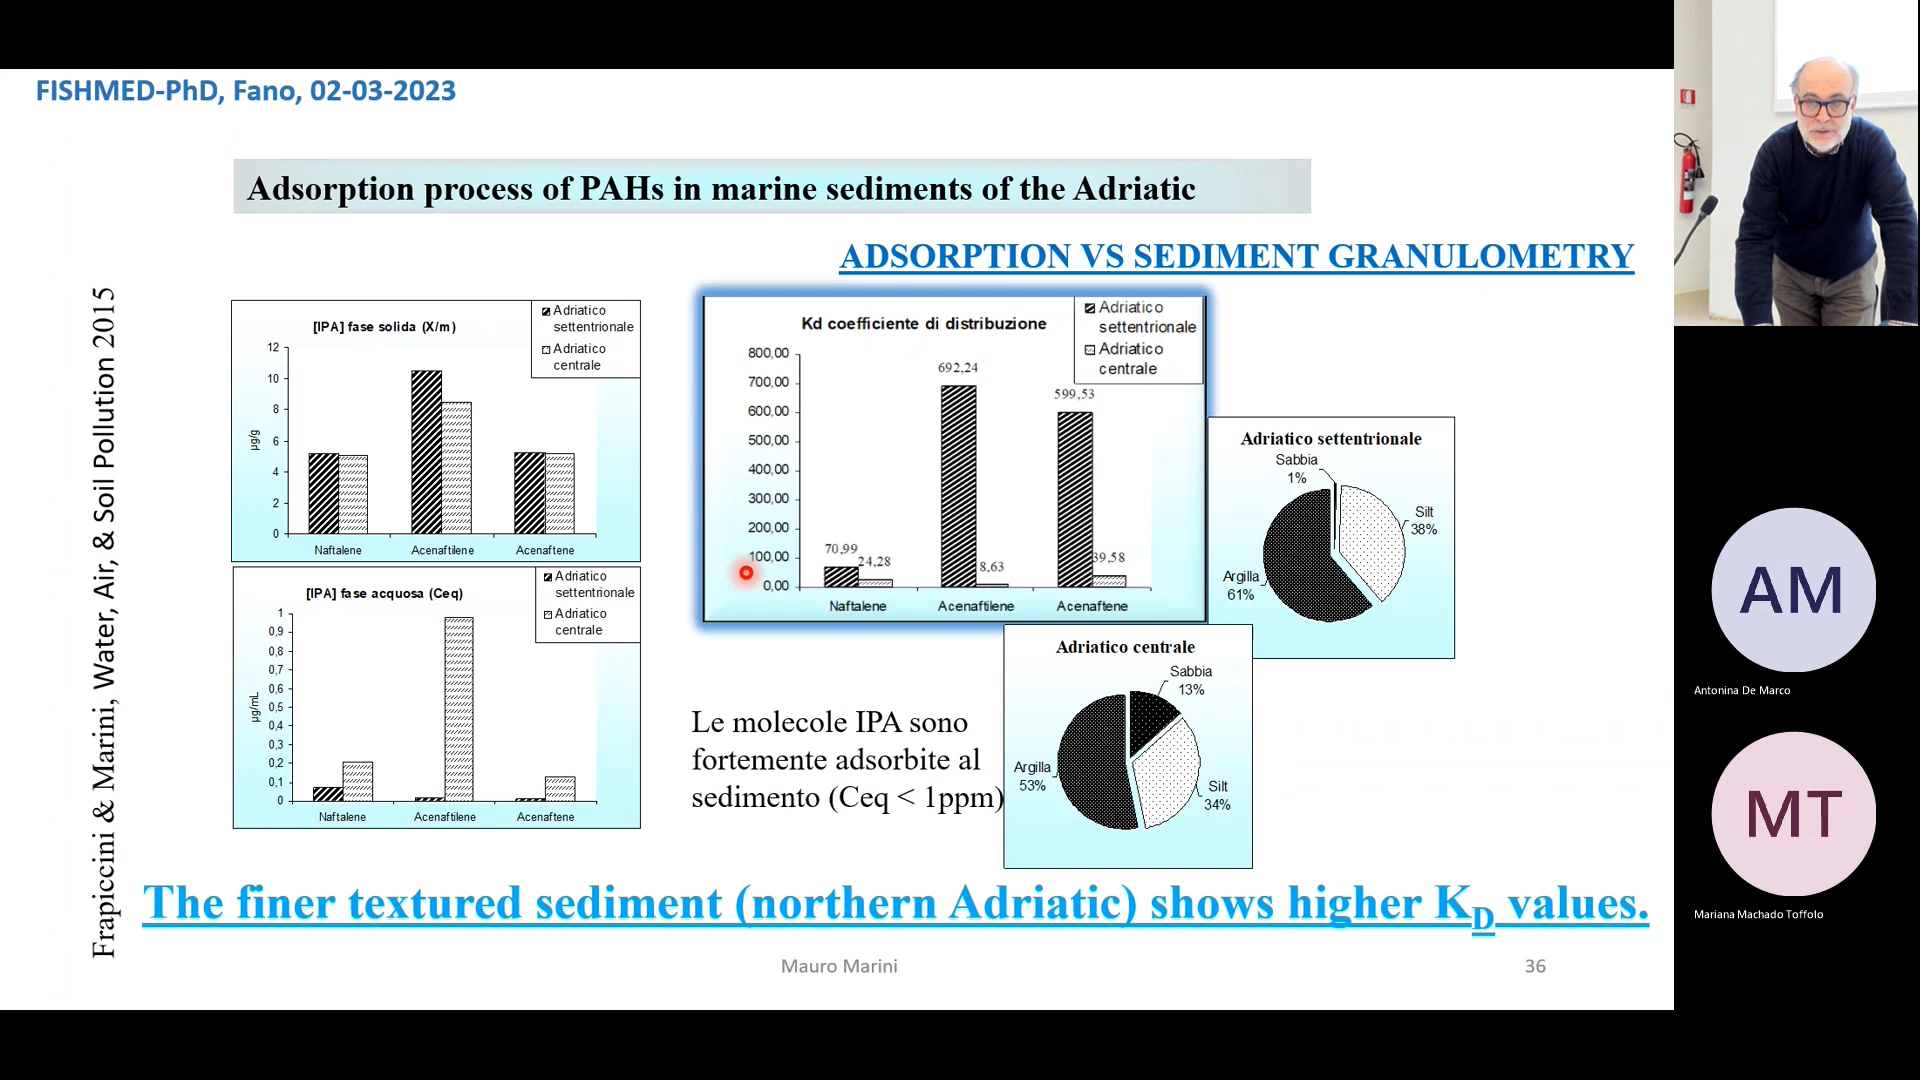 FISHMED-PhD, Fano, 02-03-2023
Adsorption process of PAHs in marine sediments of the Adriatic
ADSORPTION VS SEDIMENT GRANULOMETRY
Frapiccini & Marini, Water, Air, & Soil Pollution 2015
[IPA] fase solida (X/m)
Adriatico
settentrionale
Adriatico
centrale
12
10
8
6
4
2
0
µg/g
Naftalene
Acenaftilene
Acenaftene
[IPA] fase acquosa (Ceq)
Adriatico
settentrionale
Adriatico
centrale
1
0,9
0,8
0,7
0,6
0,5
0,4
0,3
0,2
0,1
0
µg/mL
Naftalene
Acenaftilene
Acenaftene
Kd coefficiente di distribuzione
Adriatico
settentrionale
Adriatico
centrale
800,00
700,00
600,00
500,00
400,00
300,00
200,00
100,00
0,00
70,99
24,28
692,24
8,63
599,53
39,58
Naftalene
Acenaftilene
Acenaftene
Adriatico settentrionale
Sabbia
1%
Silt
38%
Argilla
61%
Adriatico centrale
Sabbia
13%
Silt
34%
Argilla
53%
Le molecole IPA sono
fortemente adsorbite al
sedimento (Ceq < 1ppm)
The finer textured sediment (northern Adriatic) shows higher KD values.
Mauro Marini
36
AM
Antonina De Marco
MT
Mariana Machado Toffolo